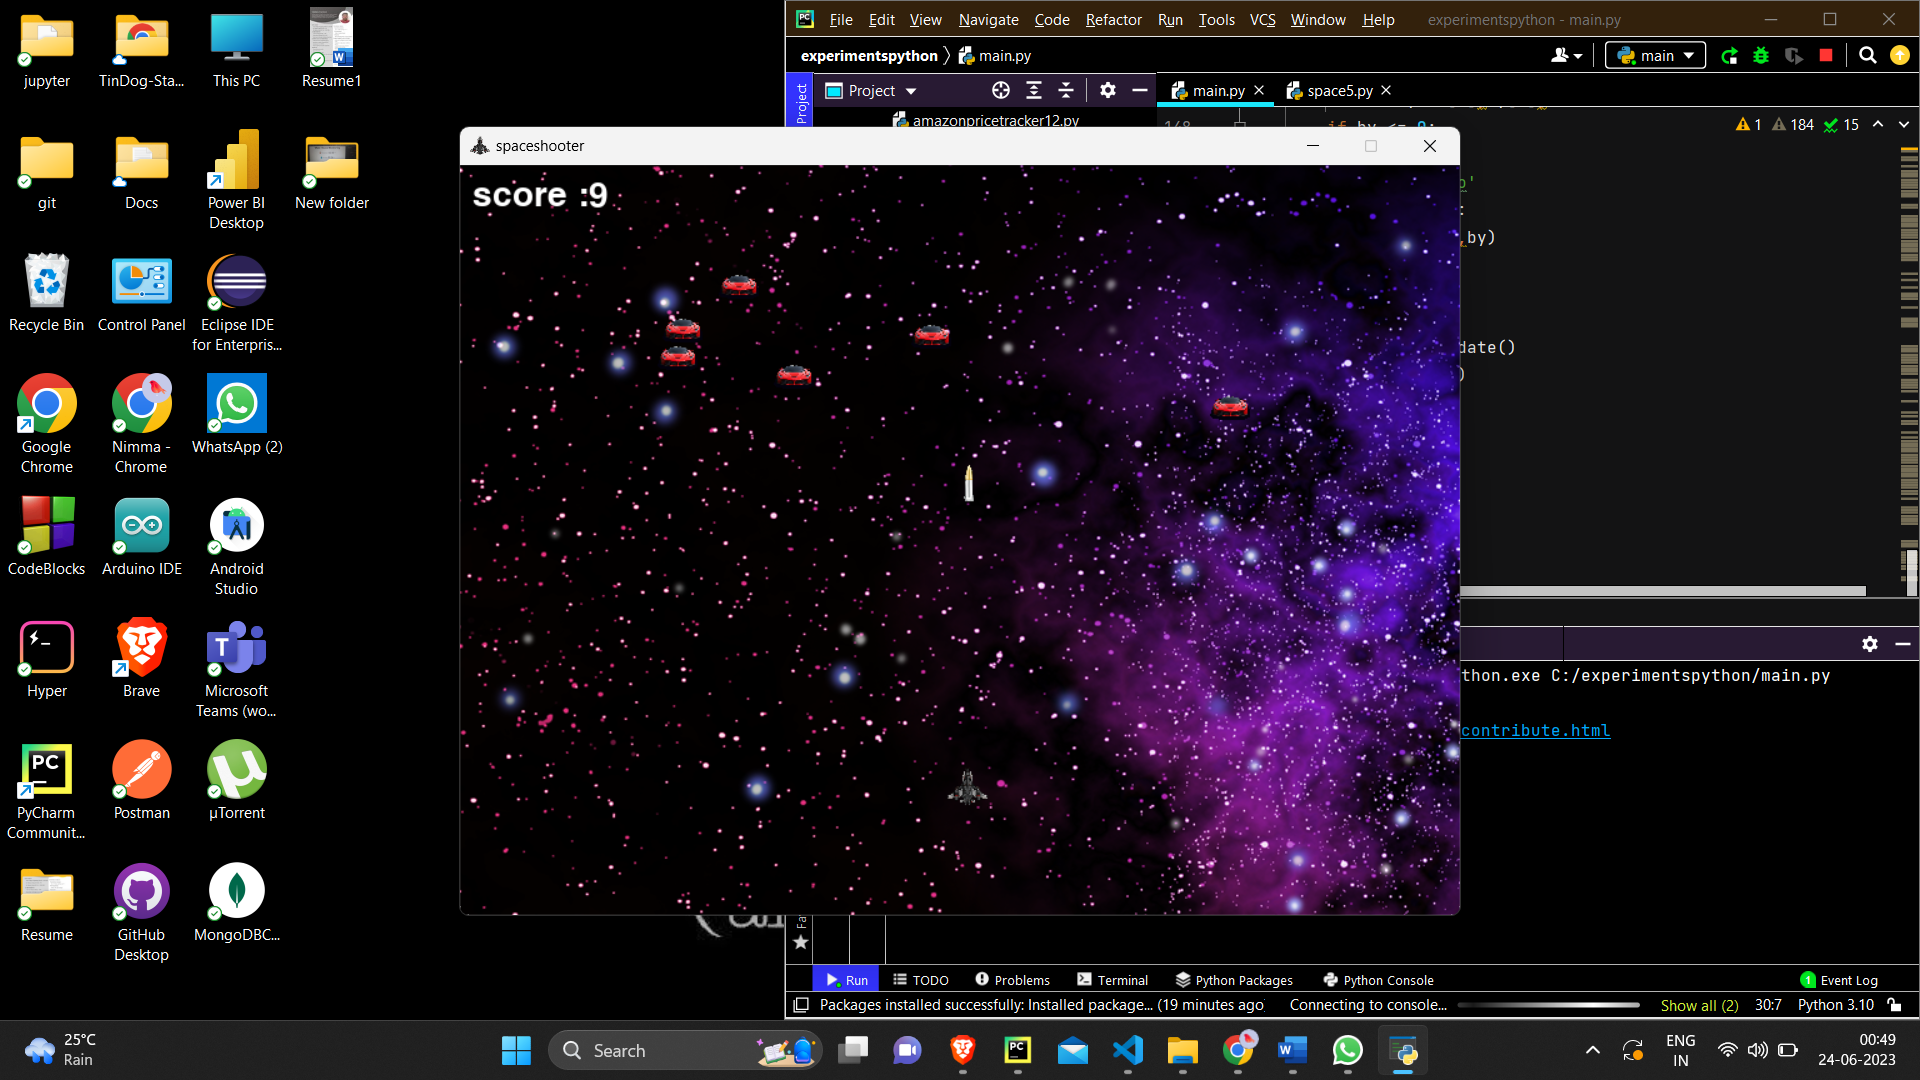 jupyter
TinDog-Sta...
This PC
Resume1
git
Docs
Power BI
Desktop
New folder
Recycle Bin
Control Panel
Eclipse IDE
for Enterpris...
Google
Chrome
Nimma -
Chrome
WhatsApp (2)
CodeBlocks
Arduino IDE
Android
Studio
Hyper
Brave
Microsoft
Teams (wo...
PyCharm
Communit...
Postman
µTorrent
Resume
GitHub
Desktop
MongoDBC...
File Edit View Navigate Code Refactor Run Tools VCS Window Help experimentspython - main.py
experimentspython main.py
main
Project
Project
main.py space5.py
amazonpricetracker12.py
148
1 184 15
spaceshooter
score :9
by)
date()
)
thon.exe C:/experimentspython/main.py
contribute.html
Run TODO Problems Terminal Python Packages Python Console Event Log
Packages installed successfully: Installed package... (19 minutes ago) Connecting to console... Show all (2) 30:7 Python 3.10
25°C
Rain
Search
ENG
IN
00:49
24-06-2023